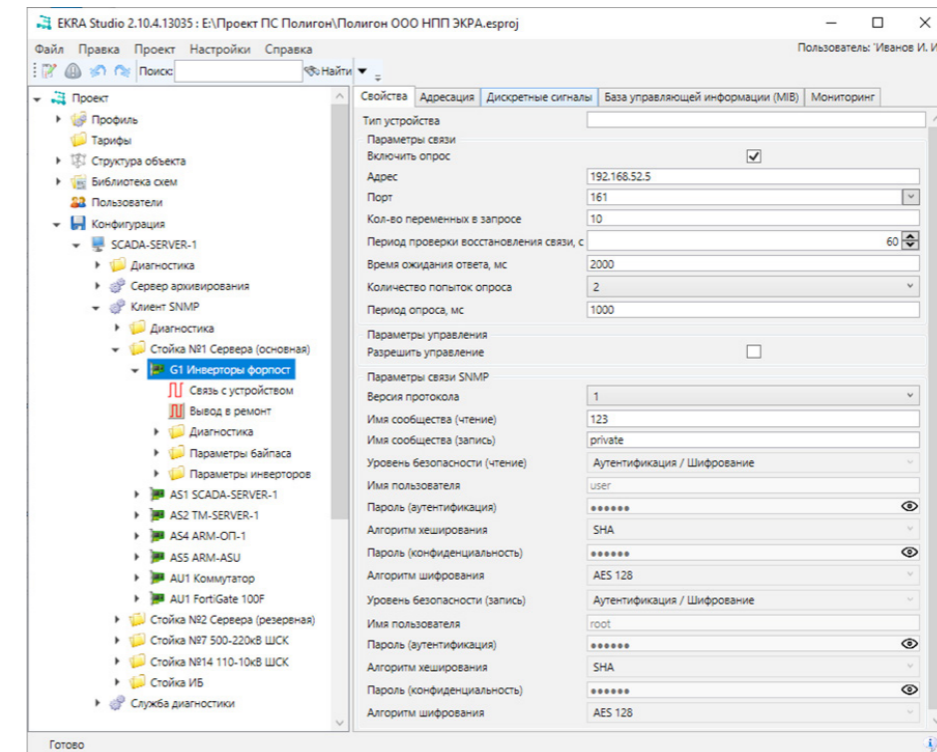 EKRA Studio 2.10.4.13035 : E:\Проект ПС Полигон\Полигон ООО НПП ЭКРА.esproj
Файл Правка Проект Настройки Справка
Пользователь: 'Иванов И. И
Поиск: Найти
Проект
Профиль
Тарифы
Структура объекта
Библиотека схем
Пользователи
Конфигурация
SCADA-SERVER-1
Диагностика
Сервер архивирования
Клиент SNMP
Диагностика
Стойка №1 Сервера (основная)
G1 Инверторы форпост
Связь с устройством
Вывод в ремонт
Диагностика
Параметры байпаса
Параметры инверторов
AS1 SCADA-SERVER-1
AS2 TM-SERVER-1
AS4 ARM-ОП-1
AS5 ARM-ASU
AU1 Коммутатор
AU1 FortiGate 100F
Стойка №2 Сервера (резервная)
Стойка №7 500-220кВ ШСК
Стойка №14 110-10кВ ШСК
Стойка ИБ
Служба диагностики
Свойства Адресация Дискретные сигналы База управляющей информации (MIB) Мониторинг
Тип устройства
Параметры связи
Включить опрос
Адрес 192.168.52.5
Порт 161
Кол-во переменных в запросе 10
Период проверки восстановления связи, с 60
Время ожидания ответа, мс 2000
Количество попыток опроса 2
Период опроса, мс 1000
Параметры управления
Разрешить управление
Параметры связи SNMP
Версия протокола 1
Имя сообщества (чтение) 123
Имя сообщества (запись) private
Уровень безопасности (чтение) Аутентификация / Шифрование
Имя пользователя user
Пароль (аутентификация) ●●●●●●
Алгоритм хеширования SHA
Пароль (конфиденциальность) ●●●●●●
Алгоритм шифрования AES 128
Уровень безопасности (запись) Аутентификация / Шифрование
Имя пользователя root
Пароль (аутентификация) ●●●●●●
Алгоритм хеширования SHA
Пароль (конфиденциальность) ●●●●●●
Алгоритм шифрования AES 128
Готово